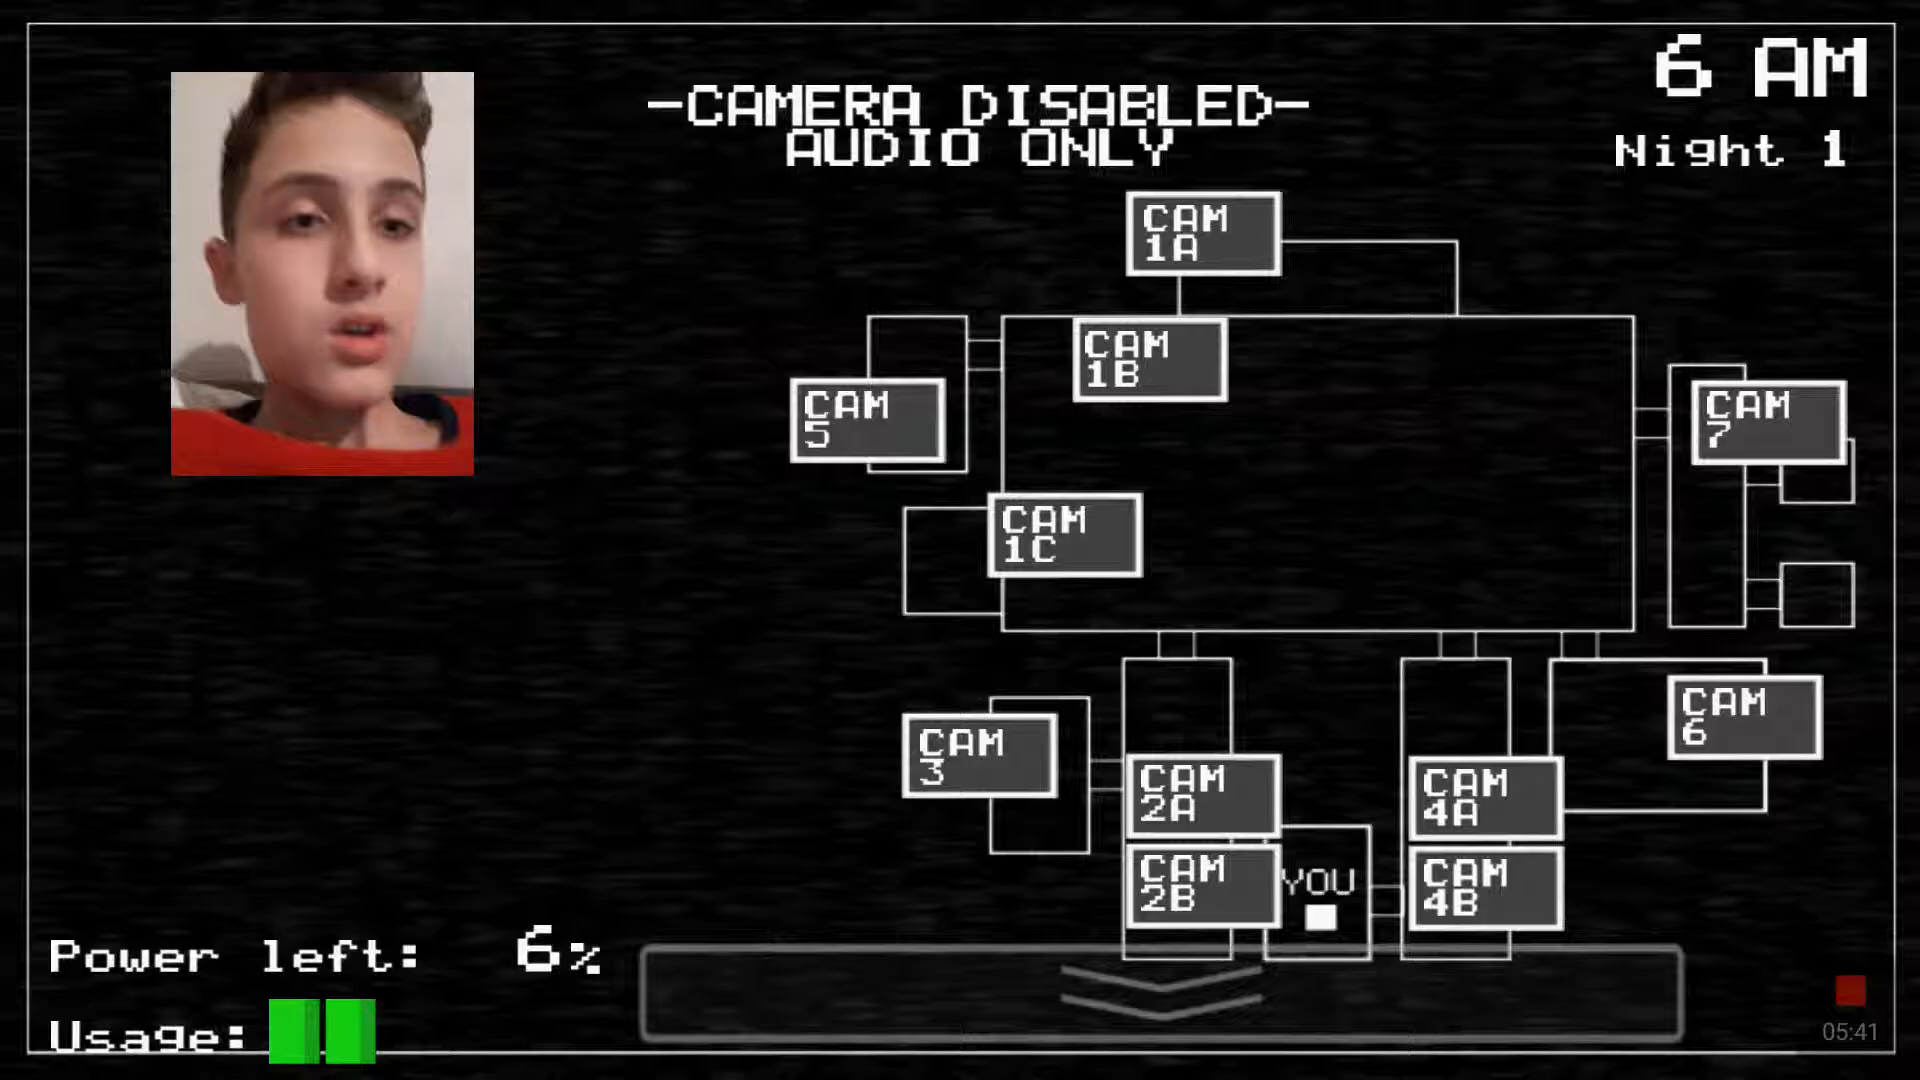 6 AM
-CAMERA DISABLED-
AUDIO ONLY
Night 1
CAM
1A
CAM
1B
CAM
5
CAM
7
CAM
1C
CAM
6
CAM
3
CAM
2A
CAM
4A
CAM
2B
YOU
CAM
4B
Power left: 6%
Usage:
05:41